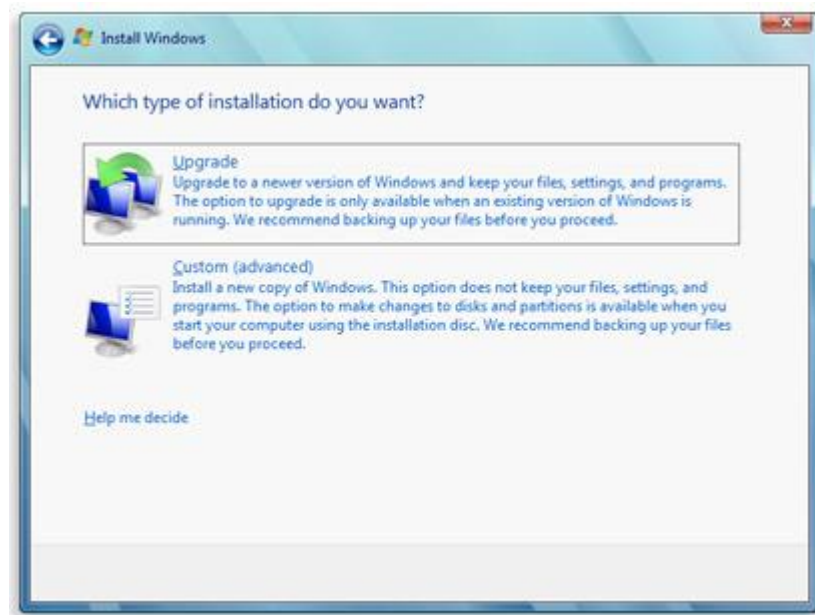 Install Windows
Which type of installation do you want?
Upgrade
Upgrade to a newer version of Windows and keep your files, settings, and programs.
The option to upgrade is only available when an existing version of Windows is
running. We recommend backing up your files before you proceed.
Custom (advanced)
Install a new copy of Windows. This option does not keep your files, settings, and
programs. The option to make changes to disks and partitions is available when you
start your computer using the installation disc. We recommend backing up your files
before you proceed.
Help me decide